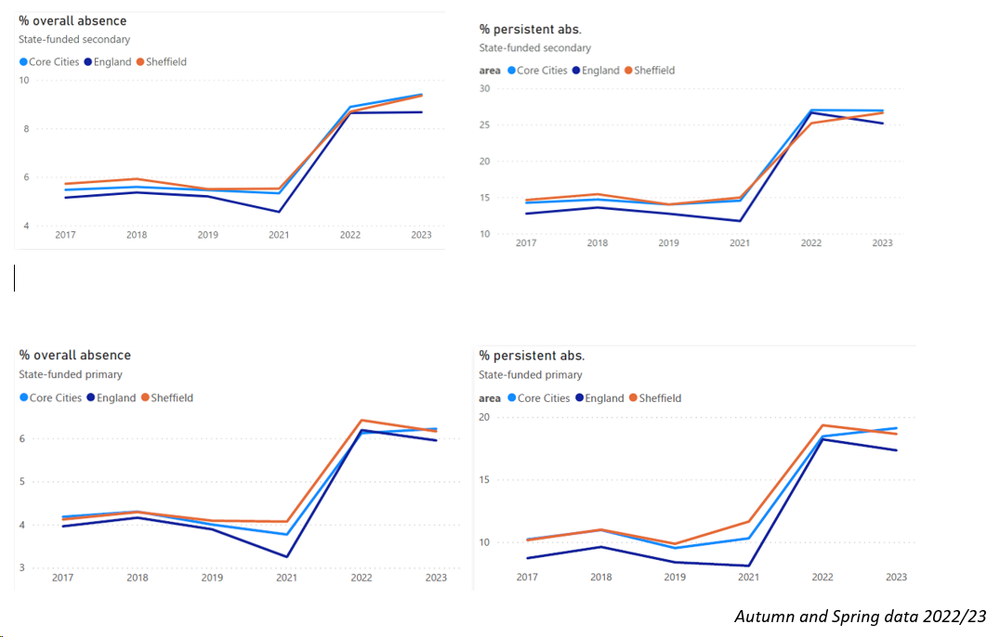 % overall absence
State-funded secondary
Core Cities England Sheffield
10
8
6
4
2017 2018 2019 2021 2022 2023
% persistent abs.
State-funded secondary
area Core Cities England Sheffield
30
25
20
15
10
2017 2018 2019 2021 2022 2023
% overall absence
State-funded primary
Core Cities England Sheffield
6
5
4
3
2017 2018 2019 2021 2022 2023
% persistent abs.
State-funded primary
area Core Cities England Sheffield
20
15
10
2017 2018 2019 2021 2022 2023
Autumn and Spring data 2022/23